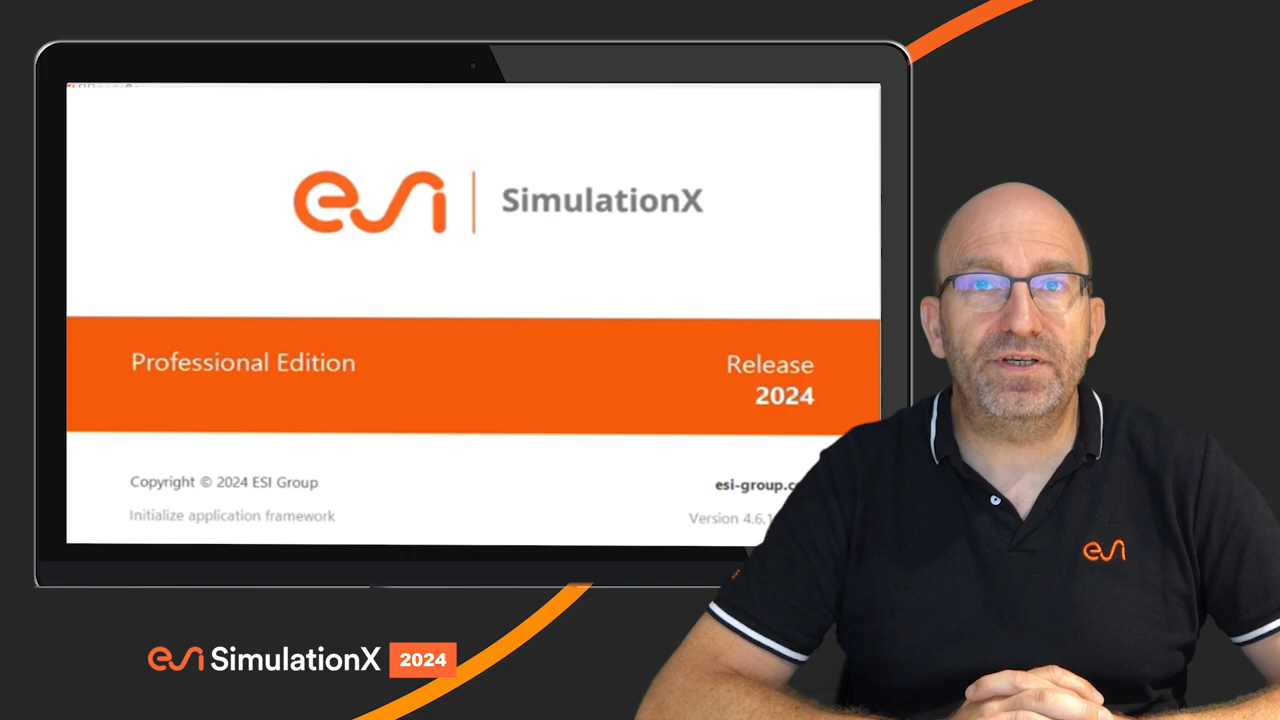 esi SimulationX
Professional Edition
Release
2024
Copyright © 2024 ESI Group
esi-group.c
Initialize application framework
Version 4.6.1
esi
esi SimulationX 2024